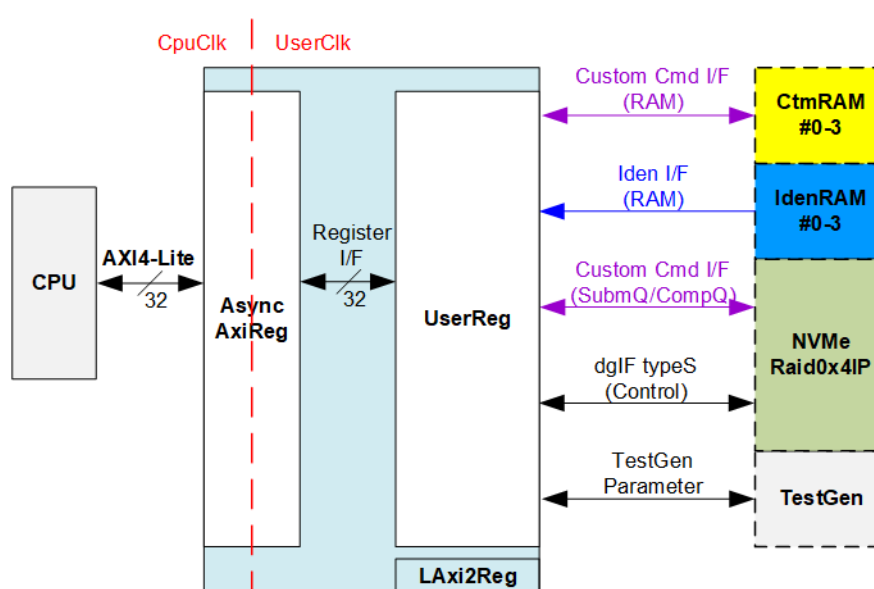 CpuClk
UserClk
CPU
AXI4-Lite
32
Async
AxiReg
Register
I/F
32
UserReg
LAxi2Reg
Custom Cmd I/F
(RAM)
Iden I/F
(RAM)
Custom Cmd I/F
(SubmQ/CompQ)
dgIF typeS
(Control)
TestGen
Parameter
CtmRAM
#0-3
IdenRAM
#0-3
NVMe
Raid0x4IP
TestGen